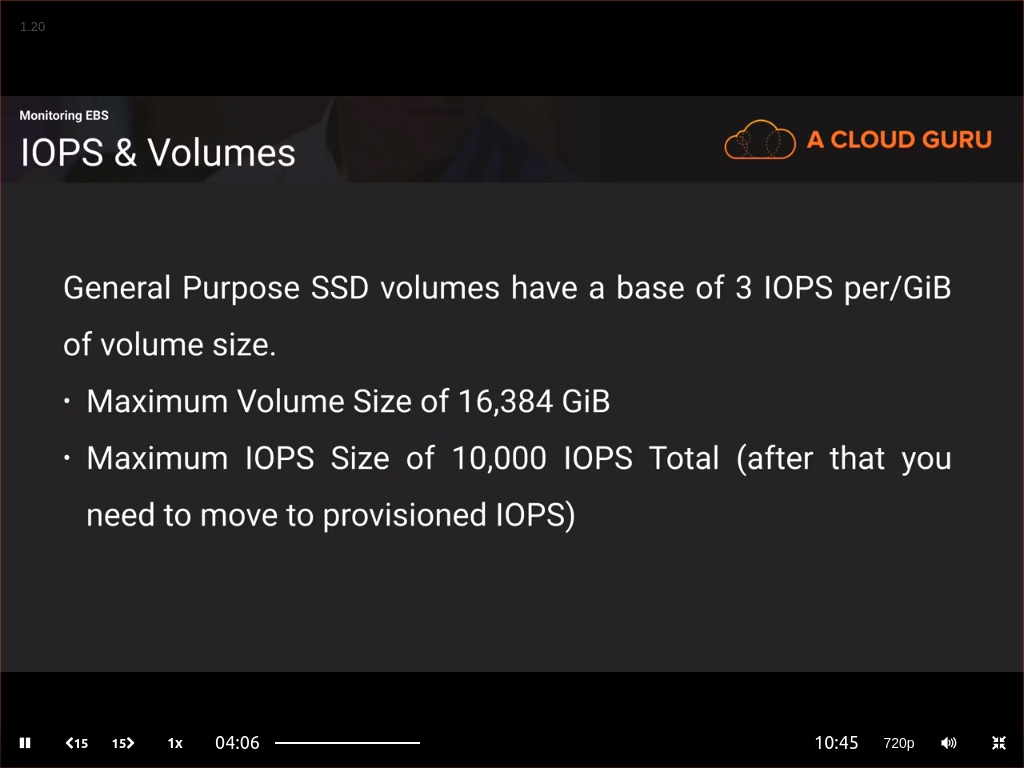 1.20
Monitoring EBS
IOPS & Volumes
A CLOUD GURU
General Purpose SSD volumes have a base of 3 IOPS per/GiB
of volume size.
• Maximum Volume Size of 16,384 GiB
• Maximum IOPS Size of 10,000 IOPS Total (after that you
need to move to provisioned IOPS)
15 15 1x 04:06 10:45 720p